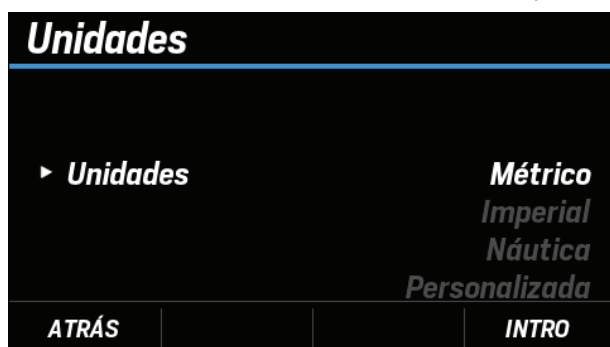 Unidades
Unidades Métrico
Imperial
Náutica
Personalizada
ATRÁS INTRO